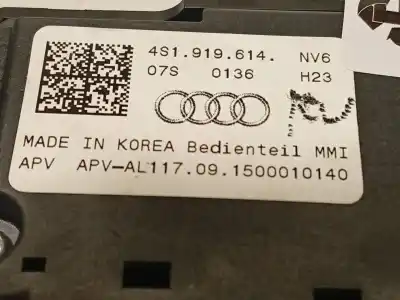 4S1.919.614. NV6
07S 0136 H23
MADE IN KOREA Bedienteil MMI
APV APV-AL117.09.1500010140